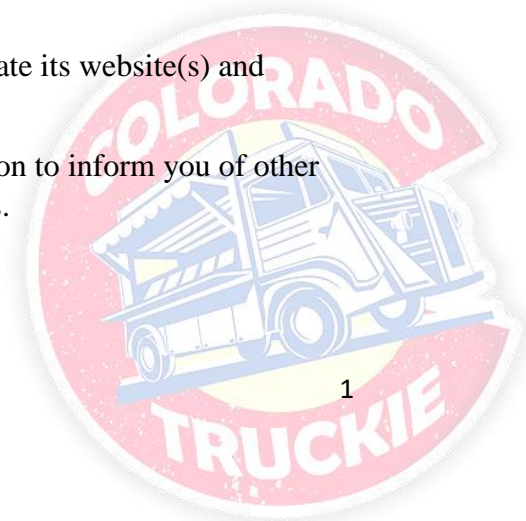 ate its website(s) and
on to inform you of other
s.
COLORADO
1
TRUCKIE